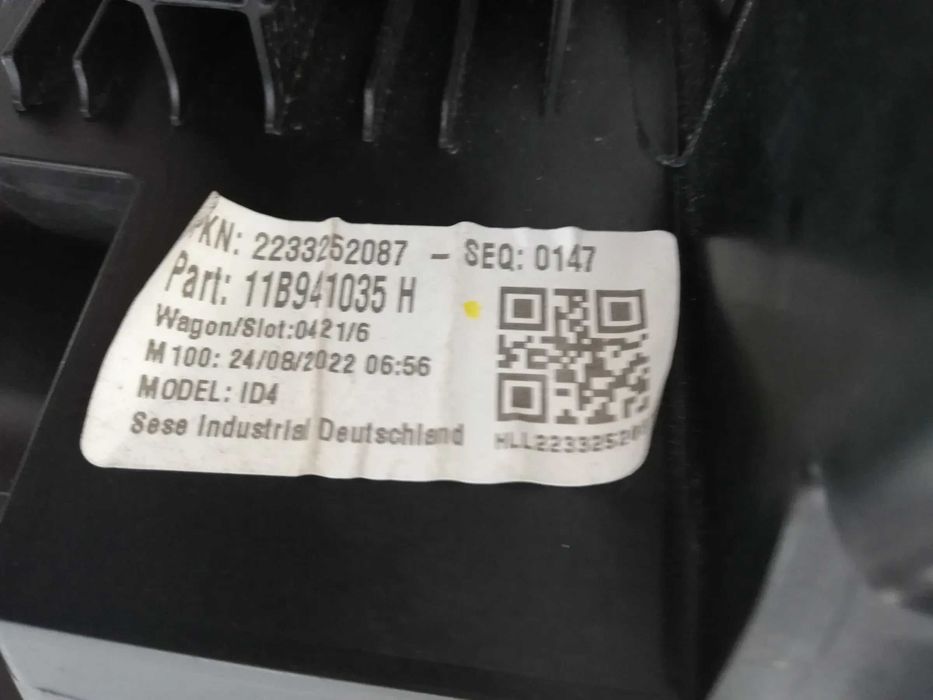 PKN: 2233252087 - SEQ: 0147
Part: 11B941035 H
Wagon/Slot:0421/6
M100: 24/08/2022 06:56
MODEL: ID4
Sese Industrial Deutschland